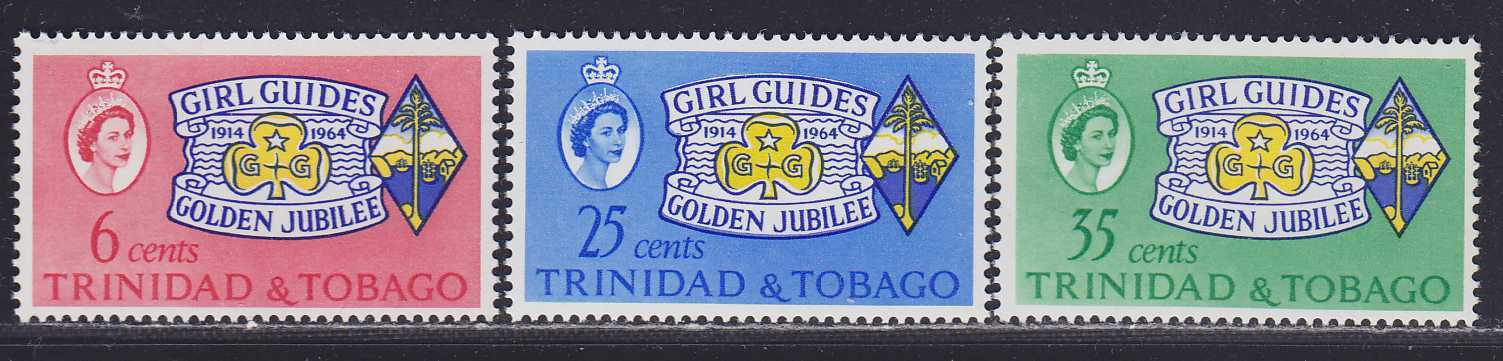 GIRL GUIDES
1914 1964
G G
GOLDEN JUBILEE
6 cents
TRINIDAD & TOBAGO
GIRL GUIDES
1914 1964
G G
GOLDEN JUBILEE
25 cents
TRINIDAD & TOBAGO
GIRL GUIDES
1914 1964
G G
GOLDEN JUBILEE
35 cents
TRINIDAD & TOBAGO